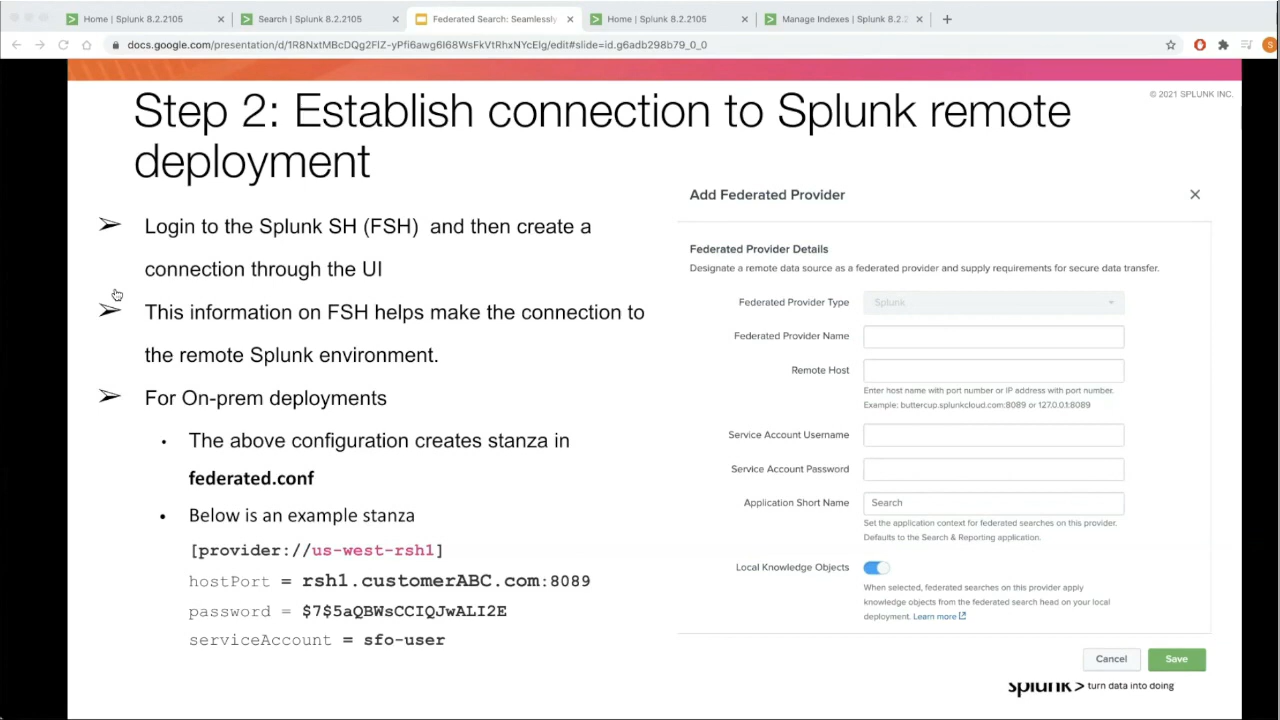 Home | Splunk 8.2.2105
Search | Splunk 8.2.2105
Federated Search: Seamlessly
Home | Splunk 8.2.2105
Manage Indexes | Splunk 8.2.2
docs.google.com/presentation/d/1R8NxtMBcDQg2FlZ-yPfi6awg6I68WsFkVtRhxNYcElg/edit#slide=id.g6adb298b79_0_0
© 2021 SPLUNK INC.
Step 2: Establish connection to Splunk remote
deployment
➢ Login to the Splunk SH (FSH) and then create a
connection through the UI
➢ This information on FSH helps make the connection to
the remote Splunk environment.
➢ For On-prem deployments
• The above configuration creates stanza in
federated.conf
• Below is an example stanza
[provider://us-west-rsh1]
hostPort = rsh1.customerABC.com:8089
password = $7$5aQBWsCCIQJwALI2E
serviceAccount = sfo-user
Add Federated Provider
Federated Provider Details
Designate a remote data source as a federated provider and supply requirements for secure data transfer.
Federated Provider Type
Splunk
Federated Provider Name
Remote Host
Enter host name with port number or IP address with port number.
Example: buttercup.splunkcloud.com:8089 or 127.0.01:8089
Service Account Username
Service Account Password
Application Short Name
Search
Set the application context for federated searches on this provider.
Defaults to the Search & Reporting application.
Local Knowledge Objects
When selected, federated searches on this provider apply
knowledge objects from the federated search head on your local
deployment. Learn more
Cancel
Save
splunk> turn data into doing